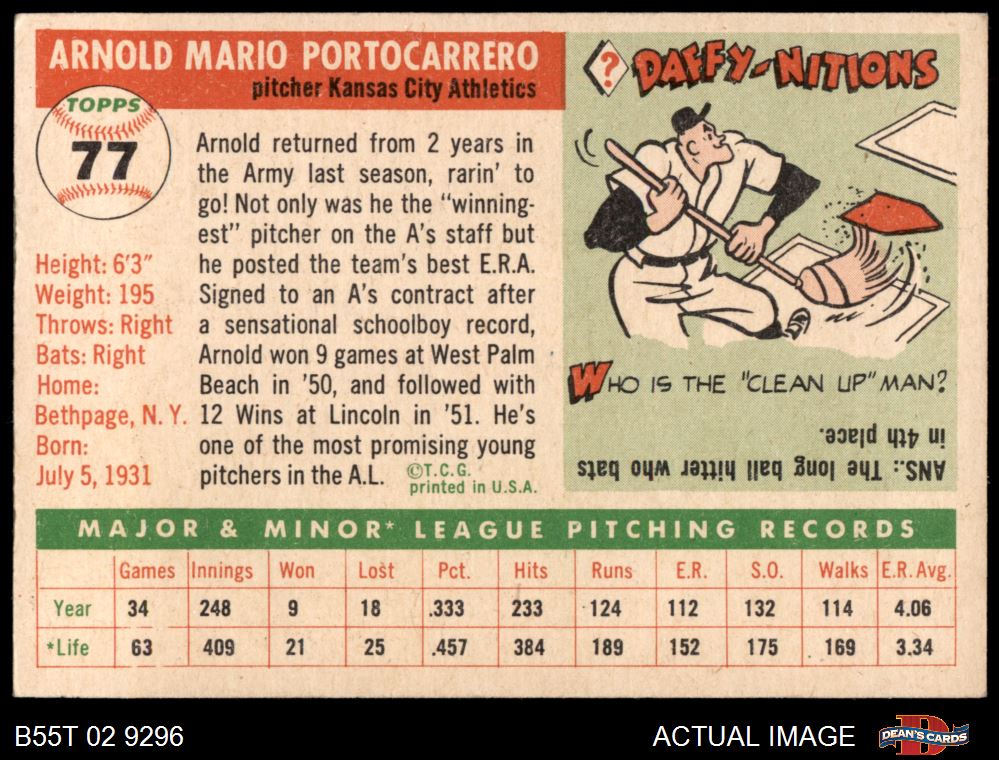 ARNOLD MARIO PORTOCARRERO
pitcher Kansas City Athletics
TOPPS
77
Arnold returned from 2 years in
the Army last season, rarin' to
go! Not only was he the "winning-
est" pitcher on the A's staff but
he posted the team's best E.R.A.
Signed to an A's contract after
a sensational schoolboy record,
Arnold won 9 games at West Palm
Beach in '50, and followed with
12 Wins at Lincoln in '51. He's
one of the most promising young
pitchers in the A.L.
©T.C.G.
printed in U.S.A.
Height: 6'3"
Weight: 195
Throws: Right
Bats: Right
Home:
Bethpage, N. Y.
Born:
July 5, 1931
? DAFFY-NITIONS
WHO IS THE "CLEAN UP" MAN?
ANS.: The long ball hitter who bats
in 4th place.
MAJOR & MINOR* LEAGUE PITCHING RECORDS
Games Innings Won Lost Pct. Hits Runs E.R. S.O. Walks E.R. Avg.
Year 34 248 9 18 .333 233 124 112 132 114 4.06
*Life 63 409 21 25 .457 384 189 152 175 169 3.34
B55T 02 9296
ACTUAL IMAGE
D
DEAN'S CARDS